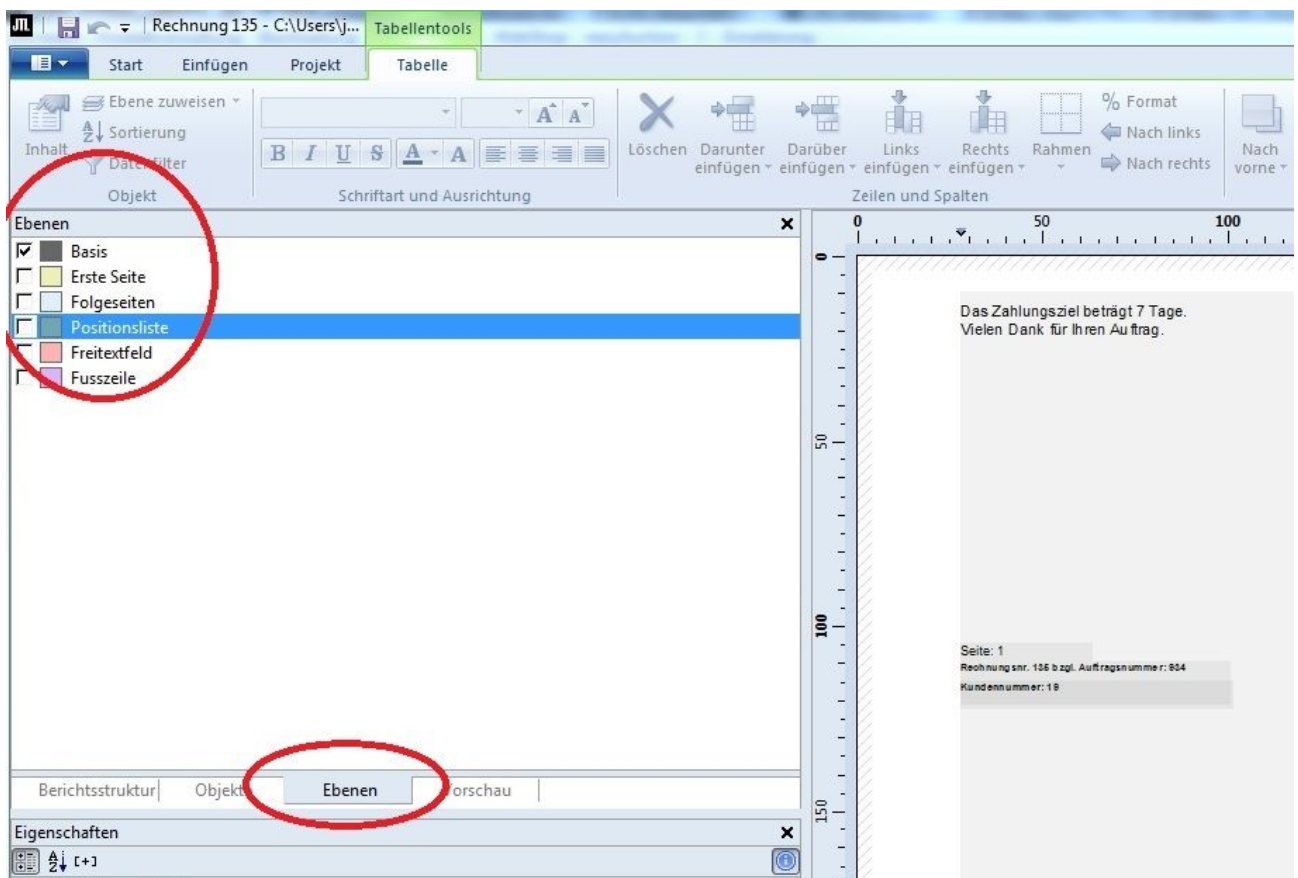 JTL Rechnung 135 - C:\Users\j... Tabellentools
Start Einfügen Projekt Tabelle
Inhalt
Ebene zuweisen
Sortierung
Datenfilter
Objekt
B I U S A A
Schriftart und Ausrichtung
Löschen
Darunter einfügen
Darüber einfügen
Links einfügen
Rechts einfügen
Rahmen
% Format
Nach links
Nach rechts
Zeilen und Spalten
Nach vorne
Ebenen
Basis
Erste Seite
Folgeseiten
Positionsliste
Freitextfeld
Fusszeile
Berichtsstruktur Objekt Ebenen Vorschau
Eigenschaften
0 50 100
0
50
100
150
Das Zahlungsziel beträgt 7 Tage.
Vielen Dank für Ihren Auftrag.
Seite: 1
Rechnungsnr. 135 bzgl. Auftragsnummer: 934
Kundennummer: 19